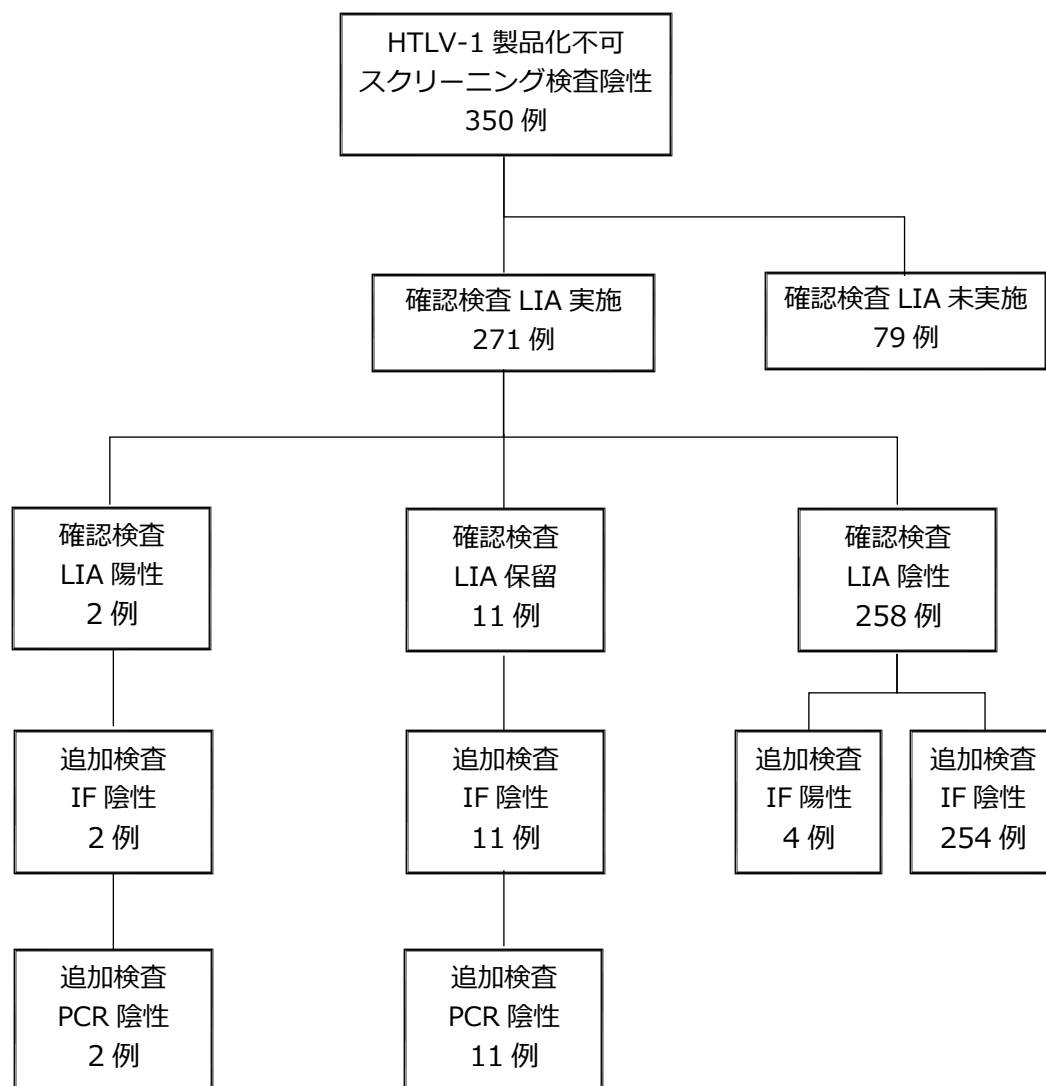 HTLV-1 製品化不可
スクリーニング検査陰性
350 例
確認検査 LIA 実施
271 例
確認検査 LIA 未実施
79 例
確認検査
LIA 陽性
2 例
確認検査
LIA 保留
11 例
確認検査
LIA 陰性
258 例
追加検査
IF 陰性
2 例
追加検査
IF 陰性
11 例
追加検査
IF 陽性
4 例
追加検査
IF 陰性
254 例
追加検査
PCR 陰性
2 例
追加検査
PCR 陰性
11 例